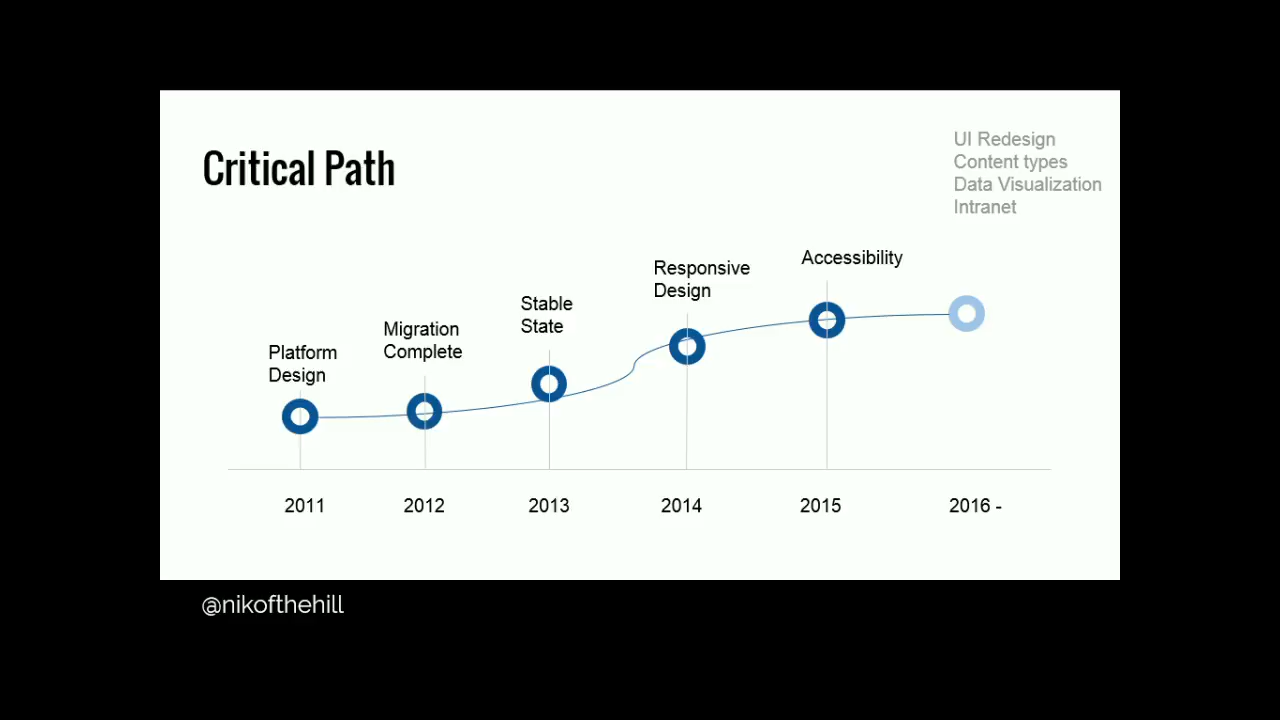 Critical Path
UI Redesign
Content types
Data Visualization
Intranet
Platform
Design
Migration
Complete
Stable
State
Responsive
Design
Accessibility
2011
2012
2013
2014
2015
2016 -
@nikofthehill